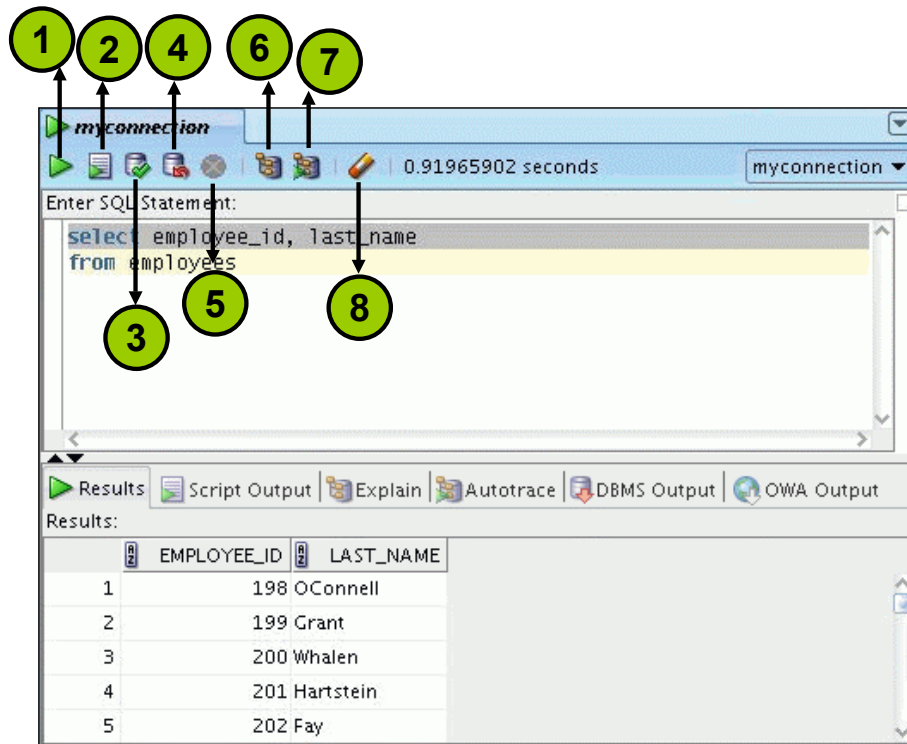 1 2 4 6 7
myconnection
0.91965902 seconds myconnection
Enter SQL Statement:
select employee_id, last_name
from employees
5 8
3
Results Script Output Explain Autotrace DBMS Output OWA Output
Results:
EMPLOYEE_ID LAST_NAME
1 198 OConnell
2 199 Grant
3 200 Whalen
4 201 Hartstein
5 202 Fay